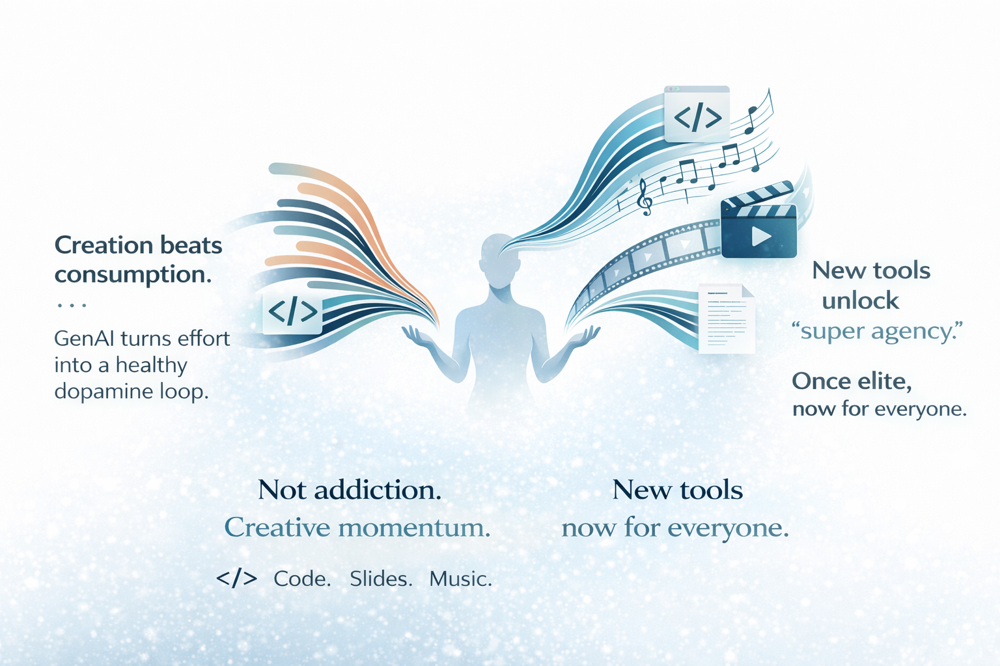 Creation beats
consumption.
...
GenAI turns effort
into a healthy
dopamine loop.
</>
</>
New tools
unlock
“super agency.”
Once elite,
now for everyone.
Not addiction.
Creative momentum.
</> Code. Slides. Music.
New tools
now for everyone.